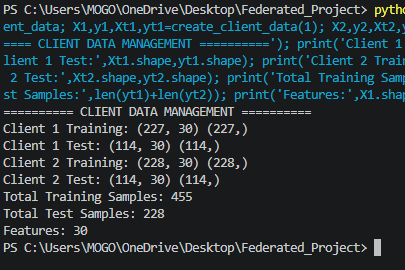 PS C:\Users\MOGO\OneDrive\Desktop\Federated_Project> pytho
ent_data; X1,y1,Xt1,yt1=create_client_data(1); X2,y2,Xt2,y
==== CLIENT DATA MANAGEMENT =========='); print('Client 1
lient 1 Test:',Xt1.shape,yt1.shape); print('Client 2 Train
 2 Test:',Xt2.shape,yt2.shape); print('Total Training Samp
st Samples:',len(yt1)+len(yt2)); print('Features:',X1.shap
========== CLIENT DATA MANAGEMENT ==========
Client 1 Training: (227, 30) (227,)
Client 1 Test: (114, 30) (114,)
Client 2 Training: (228, 30) (228,)
Client 2 Test: (114, 30) (114,)
Total Training Samples: 455
Total Test Samples: 228
Features: 30
PS C:\Users\MOGO\OneDrive\Desktop\Federated_Project>